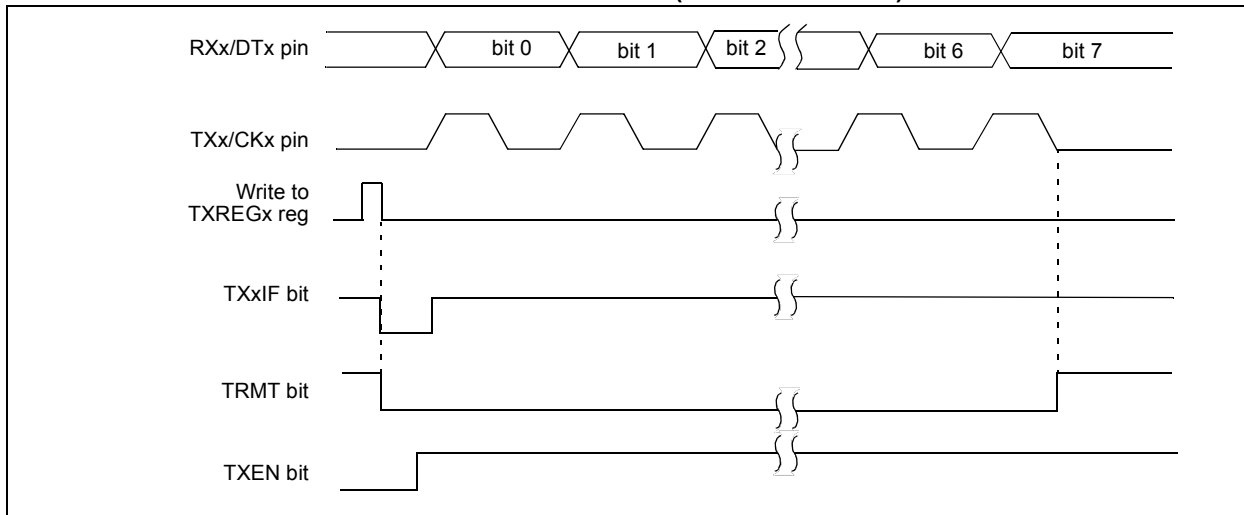 RXx/DTx pin
bit 0
bit 1
bit 2
bit 6
bit 7
TXx/CKx pin
Write to
TXREGx reg
TXxIF bit
TRMT bit
TXEN bit